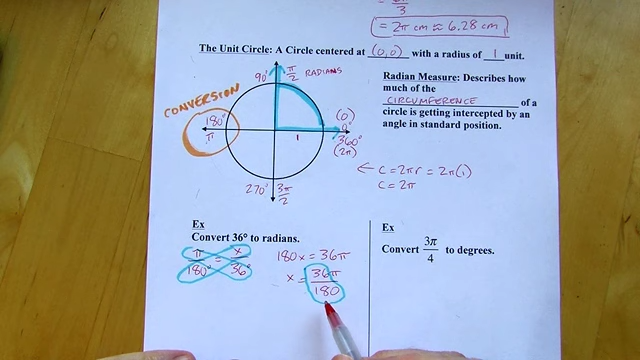 3
= 2π cm ≈ 6.28 cm
The Unit Circle: A Circle centered at (0,0) with a radius of 1 unit.
90° π/2 RADIANS
Radian Measure: Describes how
much of the
CIRCUMFERENCE of a
circle is getting intercepted by an
angle in standard position.
CONVERSION
180°
π
(0)
0°
1
360°
(2π)
← C = 2πr = 2π(1)
C = 2π
270° 3π/2
Ex
Convert 36° to radians.
π/180° = x/36°
180x = 36π
x = 36π/180
Ex
Convert 3π/4 to degrees.